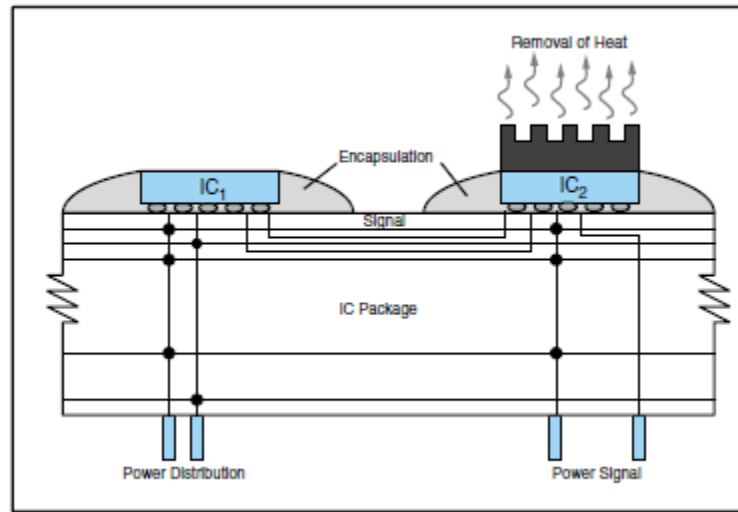 Removal of Heat
Encapsulation
IC1
IC2
Signal
IC Package
Power Distribution
Power Signal